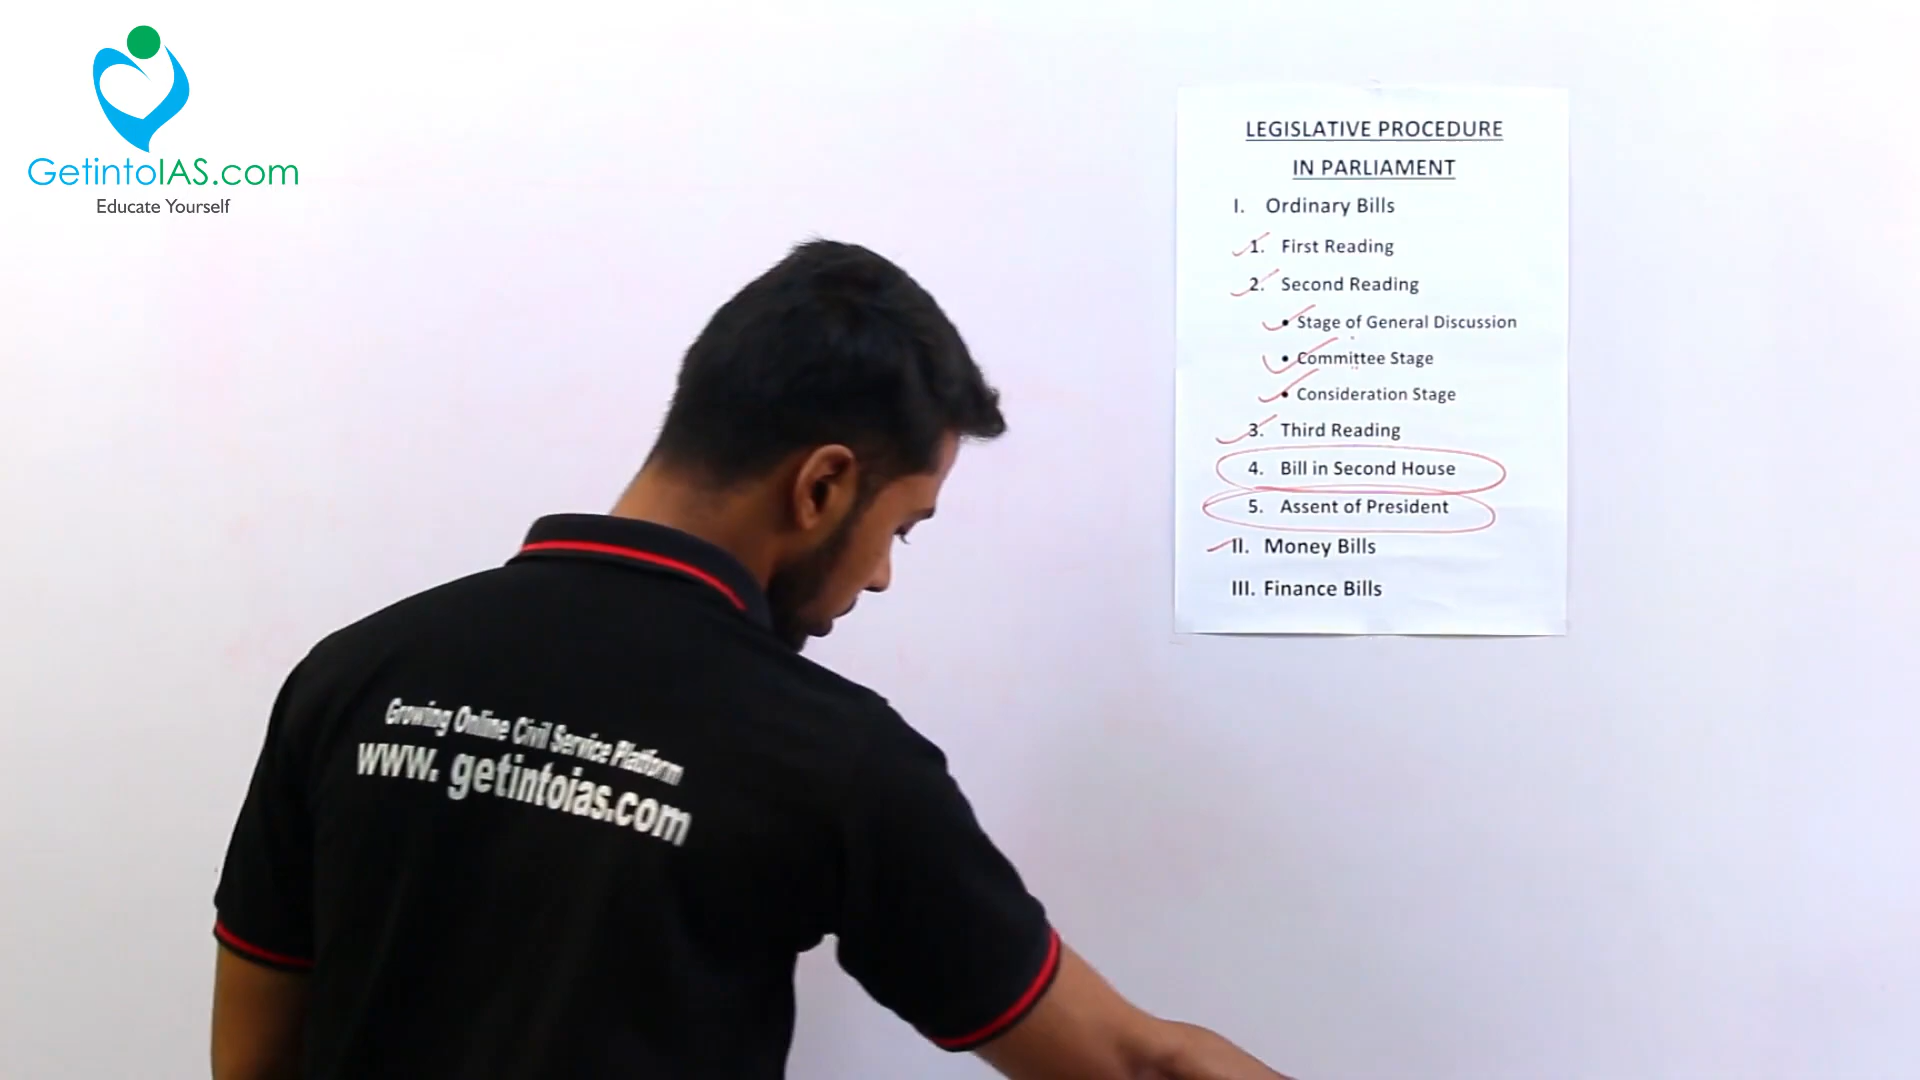 GetintoIAS.com
Educate Yourself
LEGISLATIVE PROCEDURE
IN PARLIAMENT
I. Ordinary Bills
1. First Reading
2. Second Reading
• Stage of General Discussion
• Committee Stage
• Consideration Stage
3. Third Reading
4. Bill in Second House
5. Assent of President
II. Money Bills
III. Finance Bills
Growing Online Civil Service Platform
www. getintoias.com